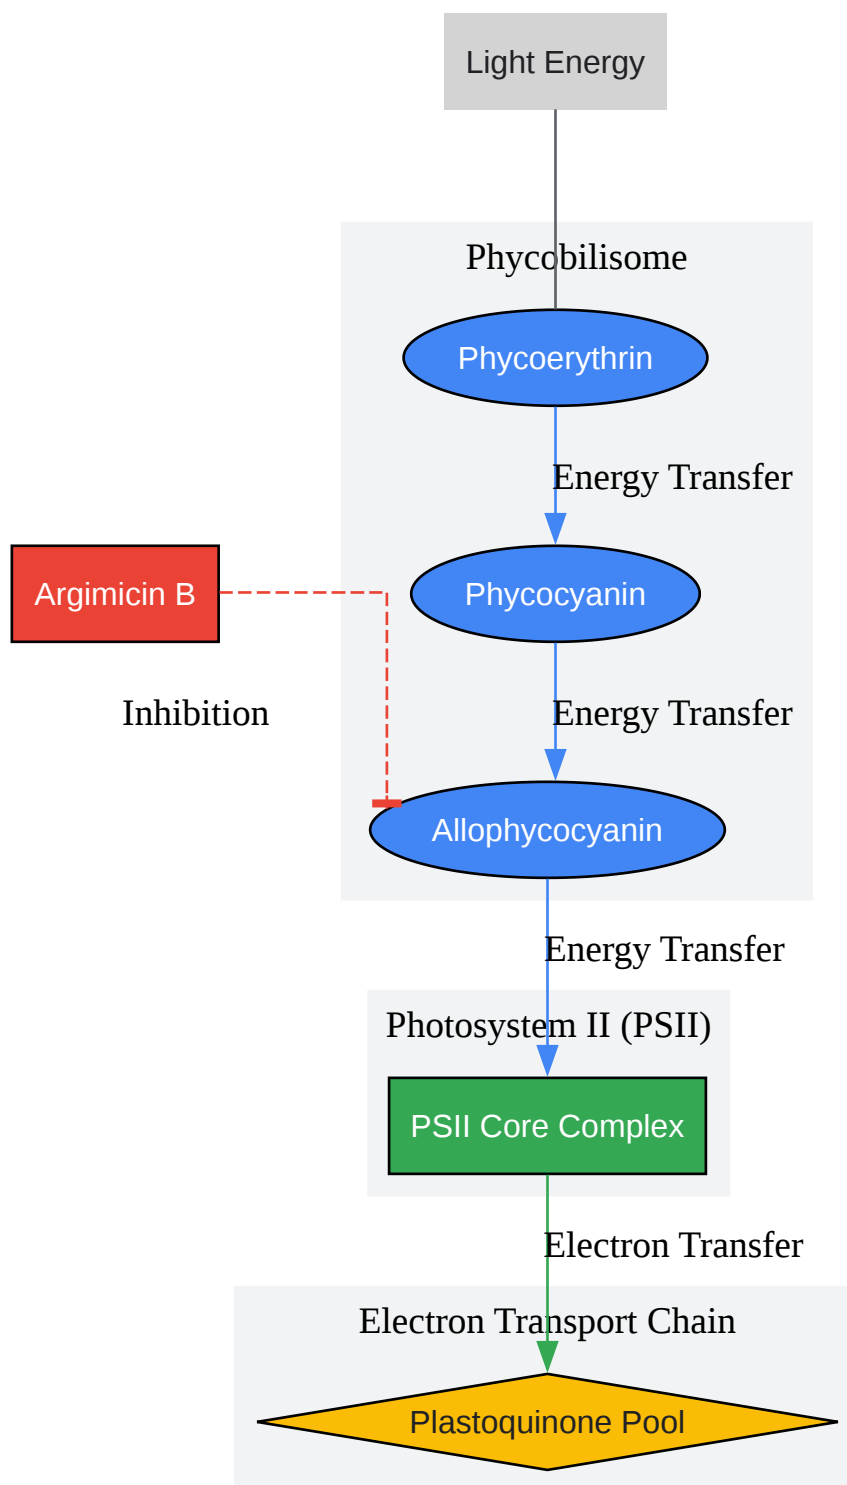 Light Energy
Phycobilisome
Phycoerythrin
Energy Transfer
Argimicin B
Phycocyanin
Inhibition
Energy Transfer
Allophycocyanin
Energy Transfer
Photosystem II (PSII)
PSII Core Complex
Electron Transfer
Electron Transport Chain
Plastoquinone Pool